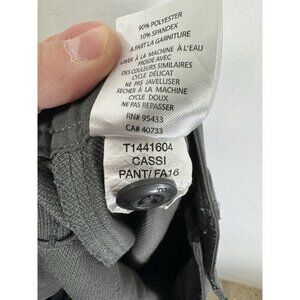 90% POLYESTER
10% SPANDEX
A PART LA GARNITURE
LAVER À LA MACHINE À L'EAU
FROIDE AVEC
DES COULEURS SIMILAIRES
CYCLE DÉLICAT
NE PAS JAVELLISER
SÉCHER À LA MACHINE
CYCLE DOUX
NE PAS REPASSER
RN# 95433
CA# 40733
T1441604
CASSI
PANT/ FA16